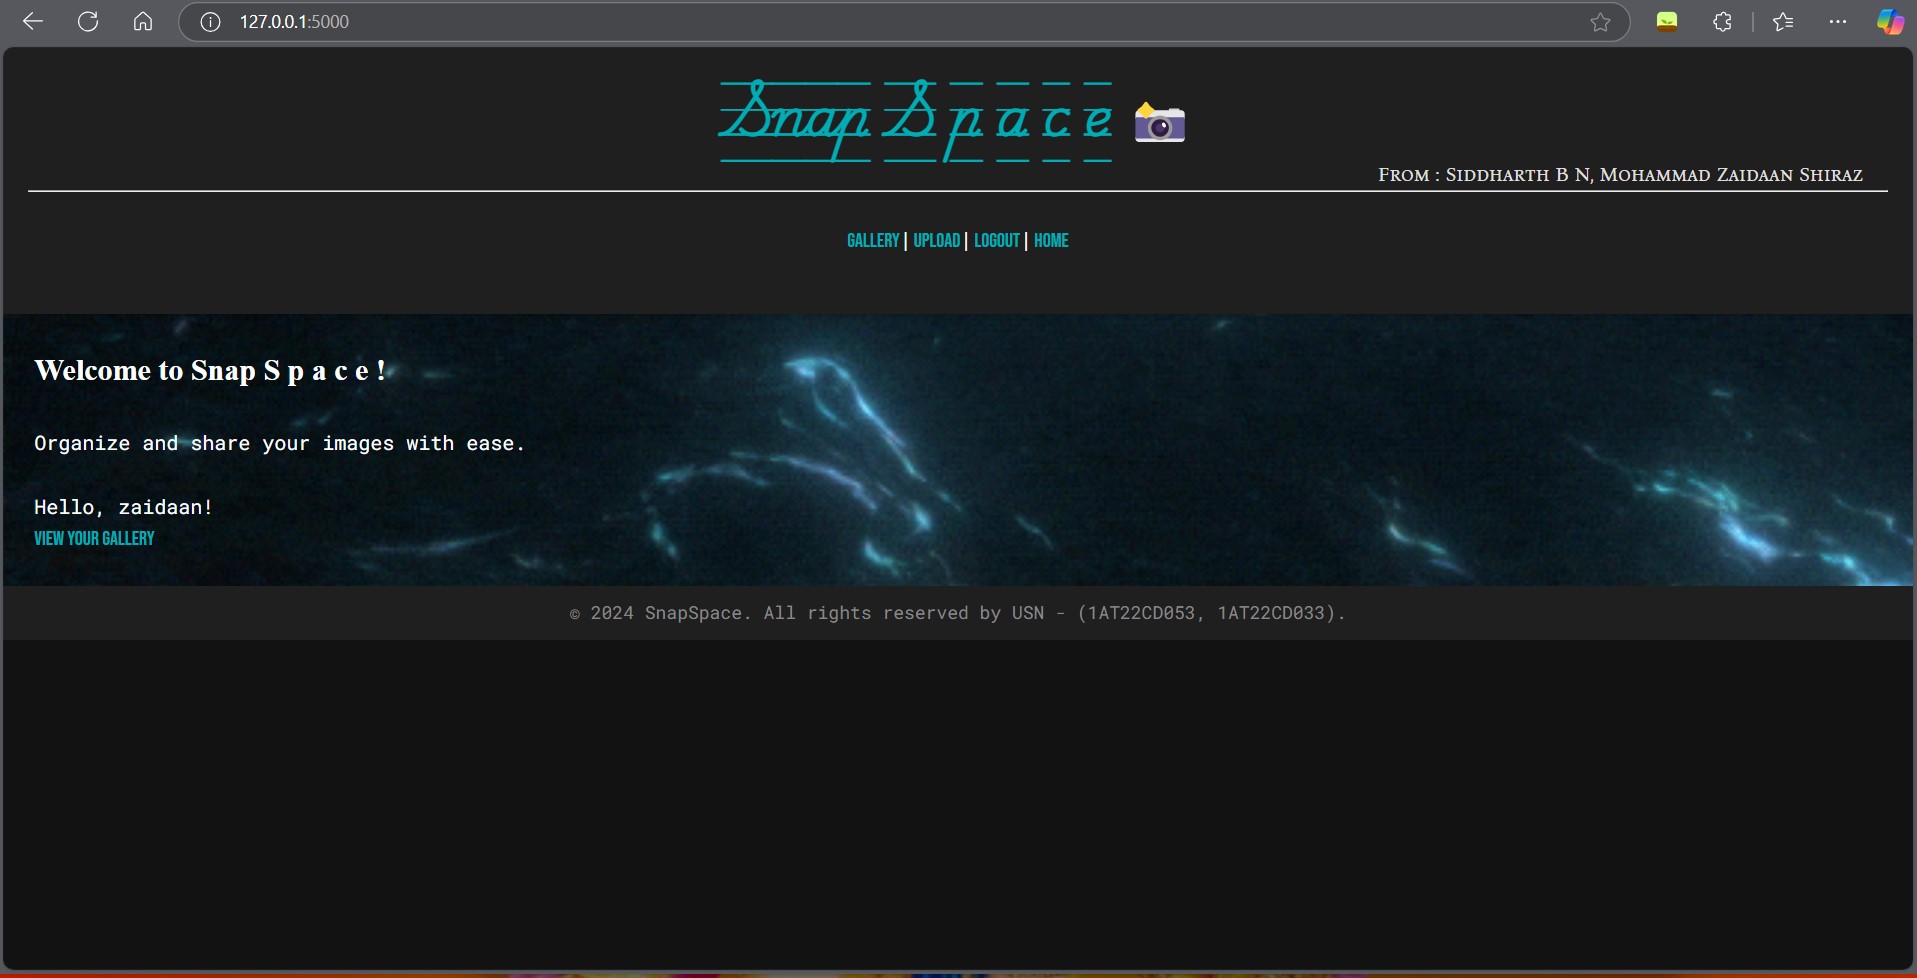 127.0.0.1:5000
Snap S p a c e
From : Siddharth B N, Mohammad Zaidaan Shiraz
GALLERY | UPLOAD | LOGOUT | HOME
Welcome to Snap S p a c e !
Organize and share your images with ease.
Hello, zaidaan!
VIEW YOUR GALLERY
© 2024 SnapSpace. All rights reserved by USN - (1AT22CD053, 1AT22CD033).